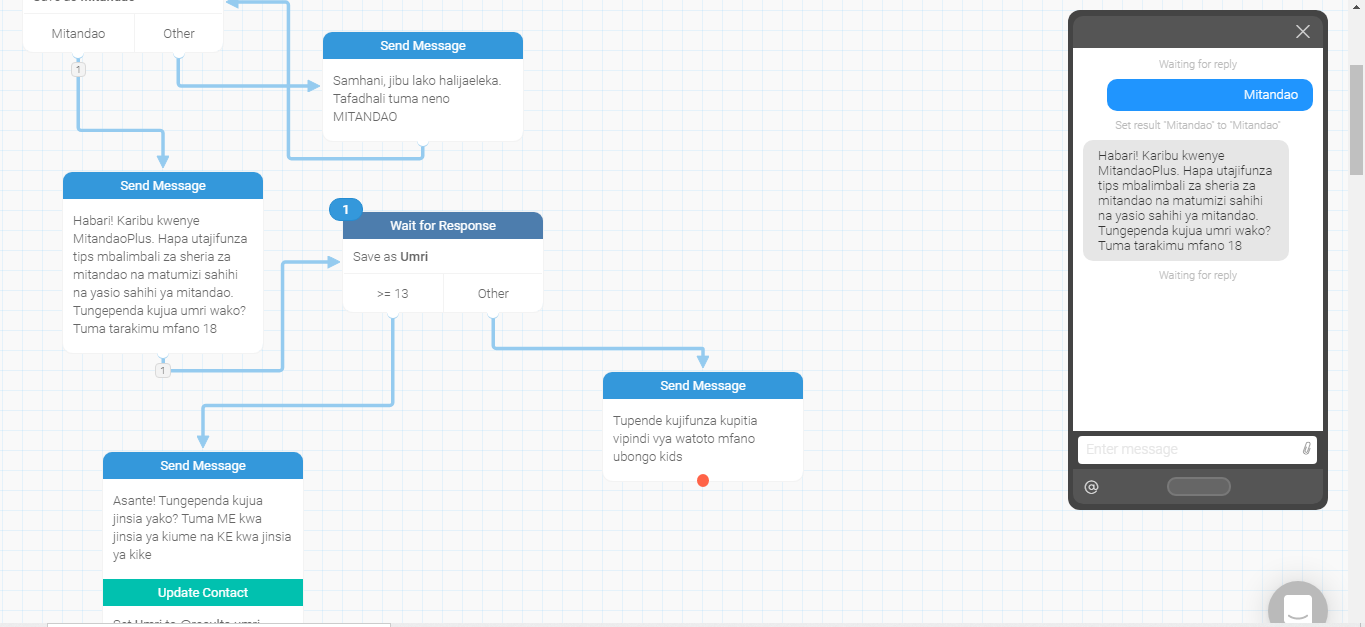 Save as Mitandao
Mitandao
Other
1
Send Message
Samhani, jibu lako halijaeleka.
Tafadhali tuma neno
MITANDAO
Send Message
Habari! Karibu kwenye
MitandaoPlus. Hapa utajifunza
tips mbalimbali za sheria za
mitandao na matumizi sahihi
na yasio sahihi ya mitandao.
Tungependa kujua umri wako?
Tuma tarakimu mfano 18
1
1
Wait for Response
Save as Umri
>= 13
Other
Send Message
Tupende kujifunza kupitia
vipindi vya watoto mfano
ubongo kids
Send Message
Asante! Tungependa kujua
jinsia yako? Tuma ME kwa
jinsia ya kiume na KE kwa jinsia
ya kike
Update Contact
Set Umri to @results.umri
Waiting for reply
Mitandao
Set result "Mitandao" to "Mitandao"
Habari! Karibu kwenye
MitandaoPlus. Hapa utajifunza
tips mbalimbali za sheria za
mitandao na matumizi sahihi
na yasio sahihi ya mitandao.
Tungependa kujua umri wako?
Tuma tarakimu mfano 18
Waiting for reply
Enter message
@